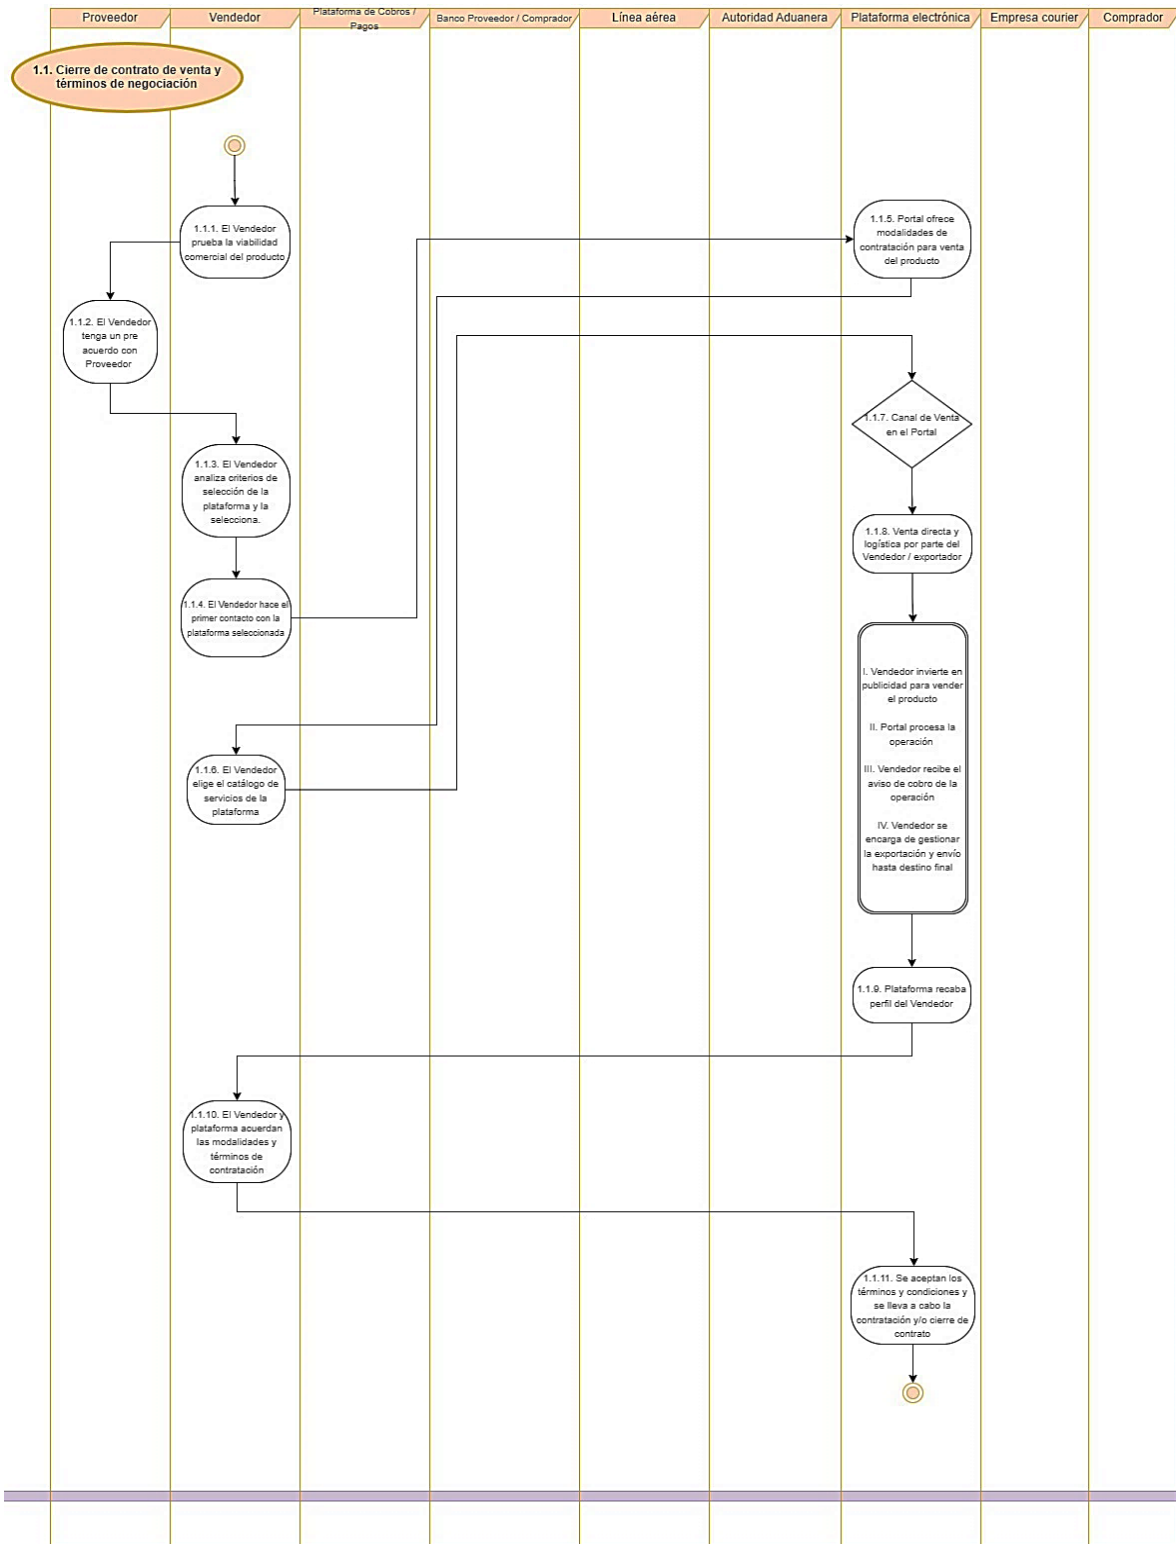 Proveedor
Vendedor
Plataforma de Cobros /
Pagos
Banco Proveedor / Comprador
Línea aérea
Autoridad Aduanera
Plataforma electrónica
Empresa courier
Comprador
1.1. Cierre de contrato de venta y
términos de negociación
1.1.1. El Vendedor
prueba la viabilidad
comercial del producto
1.1.2. El Vendedor
tenga un pre
acuerdo con
Proveedor
1.1.3. El Vendedor
analiza criterios de
selección de la
plataforma y la
selecciona.
1.1.4. El Vendedor hace el
primer contacto con la
plataforma seleccionada
1.1.5. Portal ofrece
modalidades de
contratación para venta
del producto
1.1.6. El Vendedor
elige el catálogo de
servicios de la
plataforma
1.1.7. Canal de Venta
en el Portal
1.1.8. Venta directa y
logística por parte del
Vendedor / exportador
I. Vendedor invierte en
publicidad para vender
el producto
II. Portal procesa la
operación
III. Vendedor recibe el
aviso de cobro de la
operación
IV. Vendedor se
encarga de gestionar
la exportación y envío
hasta destino final
1.1.9. Plataforma recaba
perfil del Vendedor
1.1.10. El Vendedor y
plataforma acuerdan
las modalidades y
términos de
contratación
1.1.11. Se aceptan los
términos y condiciones y
se lleva a cabo la
contratación y/o cierre de
contrato